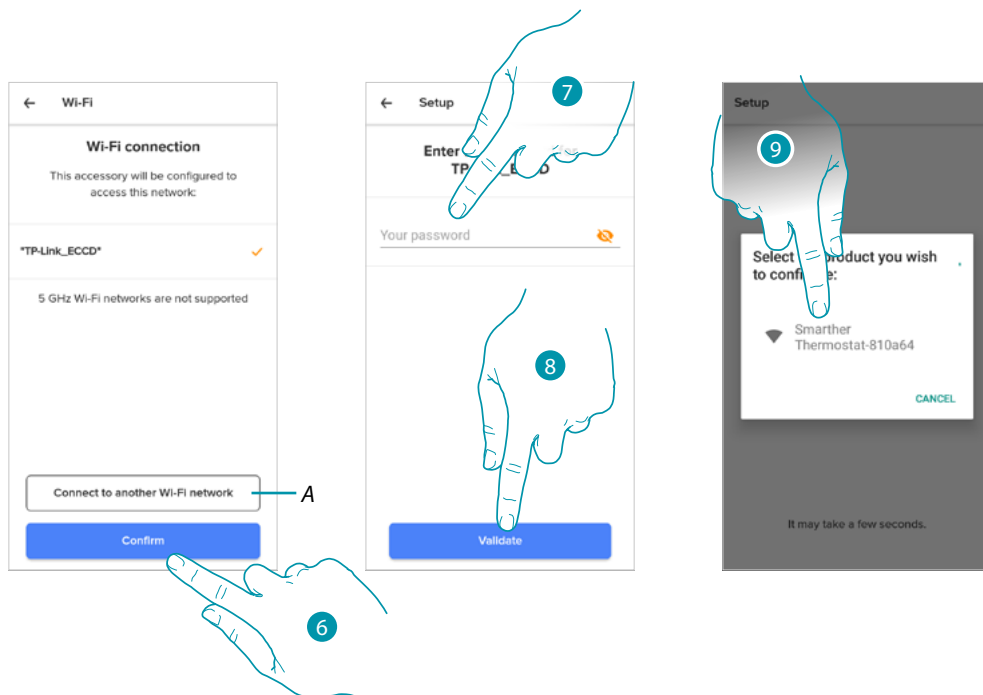 ← Wi-Fi
Wi-Fi connection
This accessory will be configured to
access this network:
"TP-Link_ECCD"
5 GHz Wi-Fi networks are not supported
Connect to another Wi-Fi network
A
Confirm
6
← Setup
7
Enter
Your password
8
Validate
Setup
9
Select product you wish
to
Smarther
Thermostat-810a64
CANCEL
It may take a few seconds.